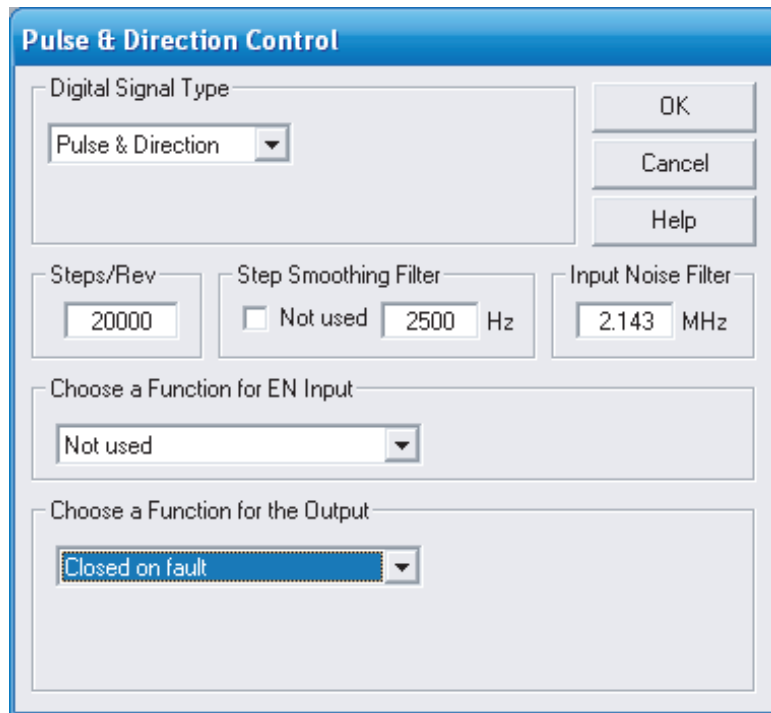 Pulse & Direction Control
Digital Signal Type
Pulse & Direction
OK
Cancel
Help
Steps/Rev
20000
Step Smoothing Filter
Not used 2500 Hz
Input Noise Filter
2.143 MHz
Choose a Function for EN Input
Not used
Choose a Function for the Output
Closed on fault